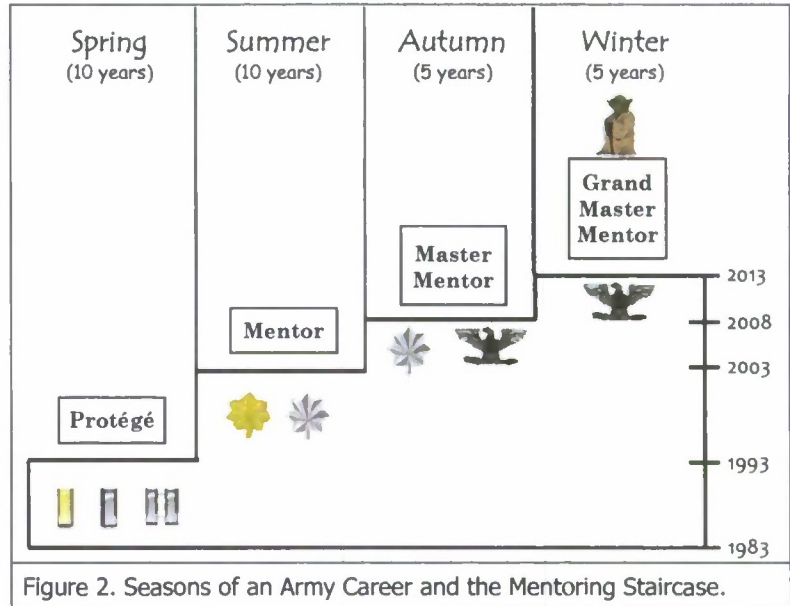 Spring
(10 years)
Summer
(10 years)
Autumn
(5 years)
Winter
(5 years)
Grand
Master
Mentor
Master
Mentor
Mentor
Protégé
2013
2008
2003
1993
1983
Figure 2. Seasons of an Army Career and the Mentoring Staircase.